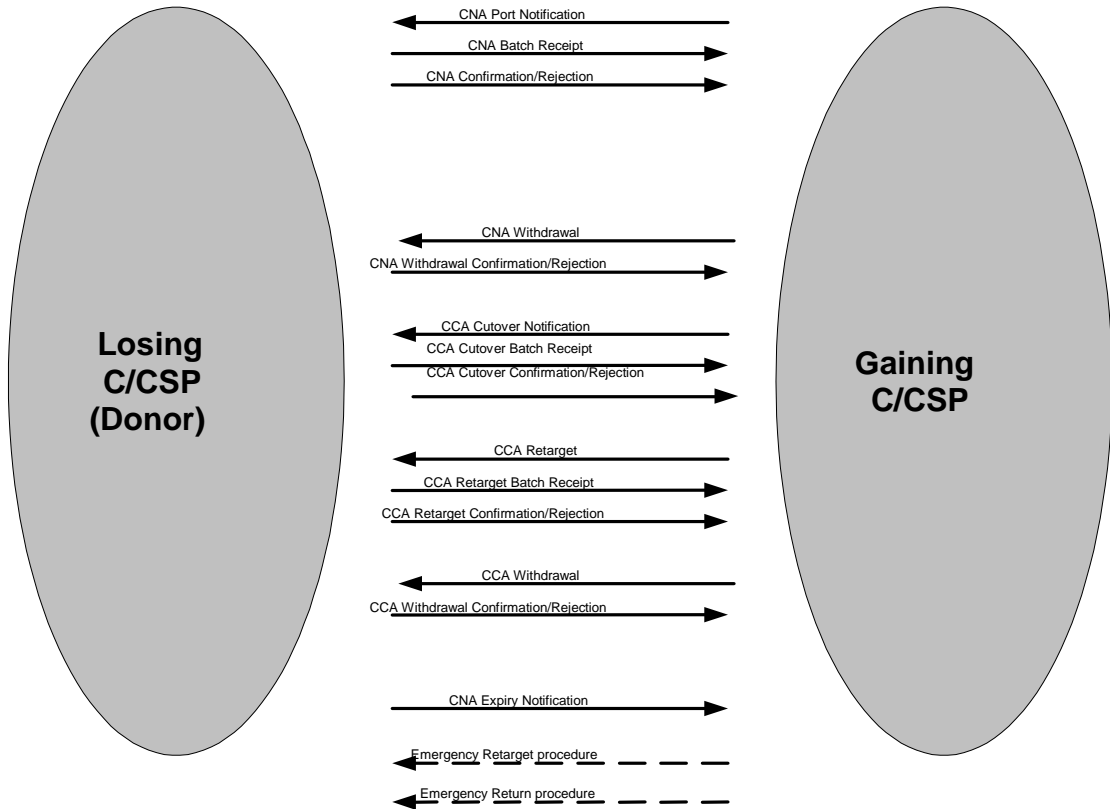 CNA Port Notification
CNA Batch Receipt
CNA Confirmation/Rejection
CNA Withdrawal
CNA Withdrawal Confirmation/Rejection
CCA Cutover Notification
CCA Cutover Batch Receipt
CCA Cutover Confirmation/Rejection
Losing
C/CSP
(Donor)
Gaining
C/CSP
CCA Retarget
CCA Retarget Batch Receipt
CCA Retarget Confirmation/Rejection
CCA Withdrawal
CCA Withdrawal Confirmation/Rejection
CNA Expiry Notification
Emergency Retarget procedure
Emergency Return procedure